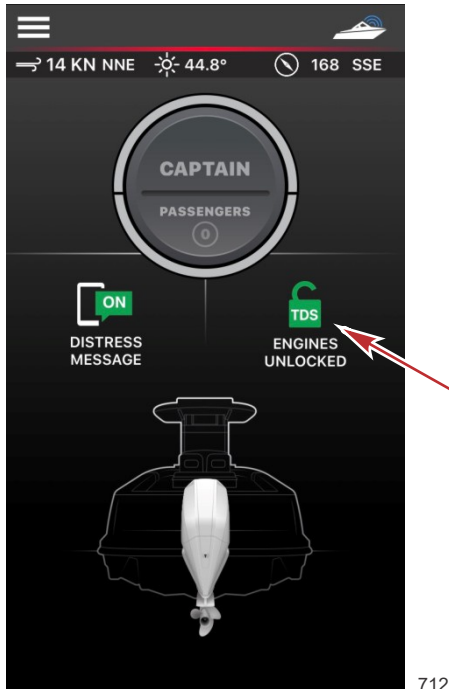 14 KN NNE 44.8° 168 SSE
CAPTAIN
PASSENGERS
0
ON
DISTRESS
MESSAGE
TDS
ENGINES
UNLOCKED
712